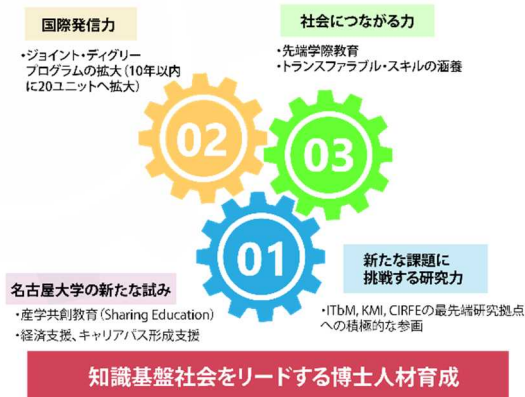 国際発信力
・ジョイント・ディグリー
プログラムの拡大(10年以内
に20ユニットへ拡大)
社会につながる力
・先端学際教育
・トランスファラブル・スキルの涵養
02
03
01
新たな課題に
挑戦する研究力
・ITbM, KMI, CIRFEの最先端研究拠点
への積極的な参画
名古屋大学の新たな試み
・産学共創教育(Sharing Education)
・経済支援、キャリアパス形成支援
知識基盤社会をリードする博士人材育成